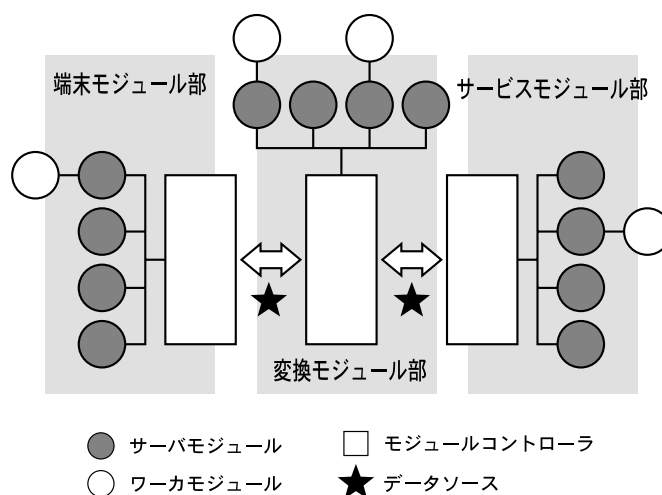 端末モジュール部
サービスモジュール部
変換モジュール部
サーバモジュール
モジュールコントローラ
ワーカモジュール
データソース